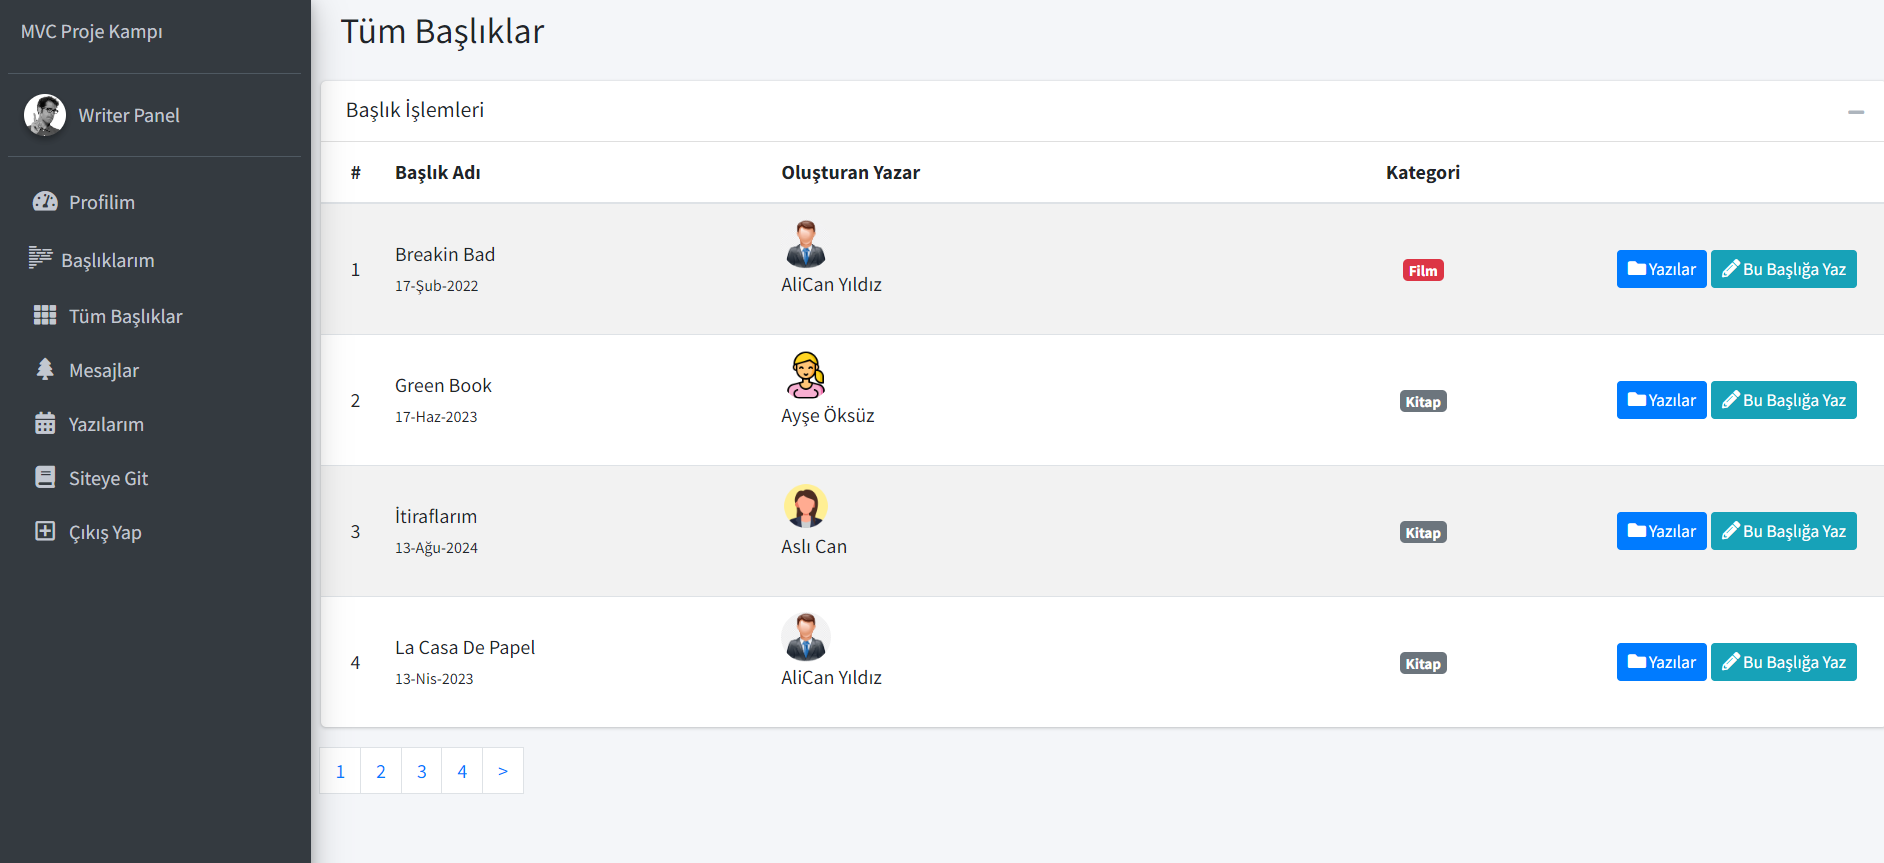 MVC Proje Kampı
Writer Panel
Profilim
Başlıklarım
Tüm Başlıklar
Mesajlar
Yazılarım
Siteye Git
Çıkış Yap
Tüm Başlıklar
Başlık İşlemleri
# Başlık Adı Oluşturan Yazar Kategori
1 Breakin Bad 17-Şub-2022 AliCan Yıldız Film Yazılar Bu Başlığa Yaz
2 Green Book 17-Haz-2023 Ayşe Öksüz Kitap Yazılar Bu Başlığa Yaz
3 İtiraflarım 13-Ağu-2024 Aslı Can Kitap Yazılar Bu Başlığa Yaz
4 La Casa De Papel 13-Nis-2023 AliCan Yıldız Kitap Yazılar Bu Başlığa Yaz
1 2 3 4 >